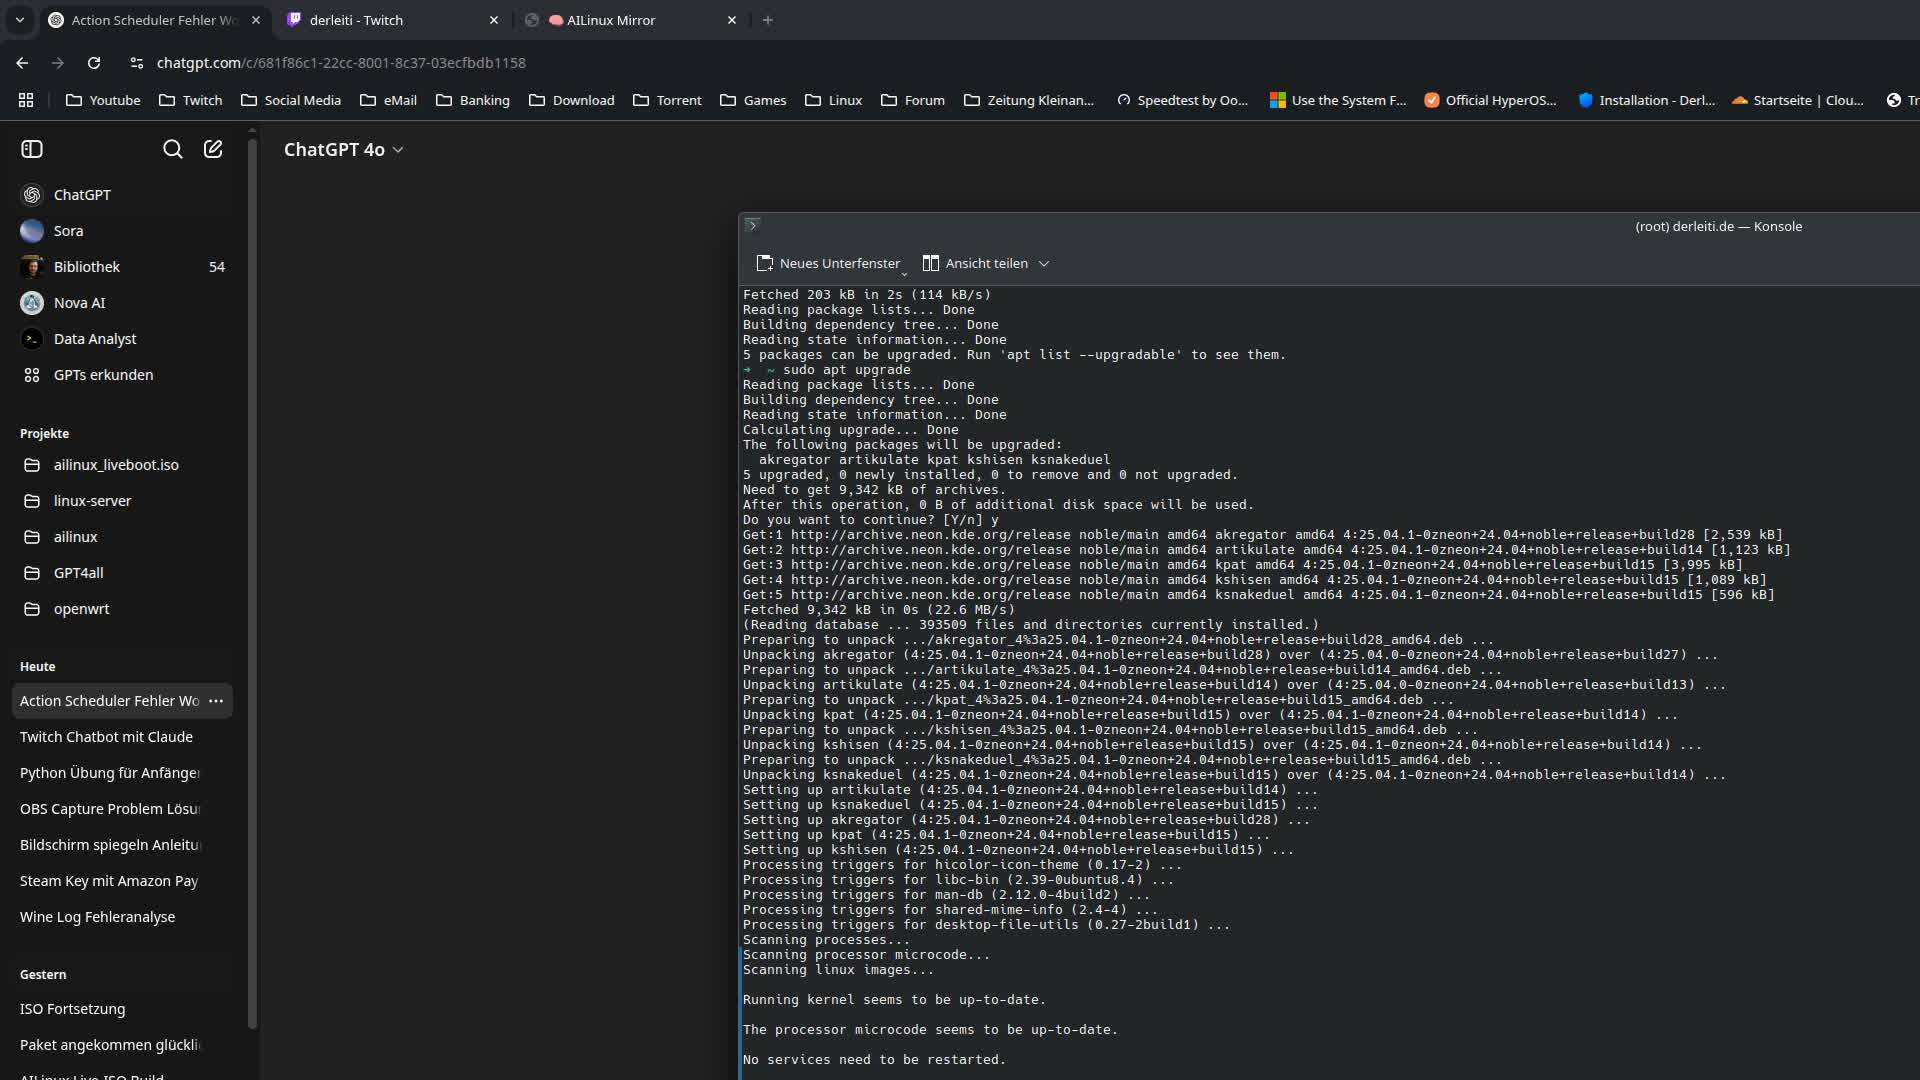 Action Scheduler Fehler Wo
derleiti - Twitch
AILinux Mirror
chatgpt.com/c/681f86c1-22cc-8001-8c37-03ecfbdb1158
Youtube
Twitch
Social Media
eMail
Banking
Download
Torrent
Games
Linux
Forum
Zeitung Kleinan...
Speedtest by Oo...
Use the System F...
Official HyperOS...
Installation - Derl...
Startseite | Clou...
Tr
ChatGPT 4o
ChatGPT
Sora
Bibliothek 54
Nova AI
Data Analyst
GPTs erkunden
Projekte
ailinux_liveboot.iso
linux-server
ailinux
GPT4all
openwrt
Heute
Action Scheduler Fehler Wo
Twitch Chatbot mit Claude
Python Übung für Anfänger
OBS Capture Problem Lösu
Bildschirm spiegeln Anleitu
Steam Key mit Amazon Pay
Wine Log Fehleranalyse
Gestern
ISO Fortsetzung
Paket angekommen glückli
AILinux Live ISO Build
(root) derleiti.de — Konsole
Neues Unterfenster
Ansicht teilen
Fetched 203 kB in 2s (114 kB/s)
Reading package lists... Done
Building dependency tree... Done
Reading state information... Done
5 packages can be upgraded. Run 'apt list --upgradable' to see them.
➜  ~ sudo apt upgrade
Reading package lists... Done
Building dependency tree... Done
Reading state information... Done
Calculating upgrade... Done
The following packages will be upgraded:
  akregator artikulate kpat kshisen ksnakeduel
5 upgraded, 0 newly installed, 0 to remove and 0 not upgraded.
Need to get 9,342 kB of archives.
After this operation, 0 B of additional disk space will be used.
Do you want to continue? [Y/n] y
Get:1 http://archive.neon.kde.org/release noble/main amd64 akregator amd64 4:25.04.1-0zneon+24.04+noble+release+build28 [2,539 kB]
Get:2 http://archive.neon.kde.org/release noble/main amd64 artikulate amd64 4:25.04.1-0zneon+24.04+noble+release+build14 [1,123 kB]
Get:3 http://archive.neon.kde.org/release noble/main amd64 kpat amd64 4:25.04.1-0zneon+24.04+noble+release+build15 [3,995 kB]
Get:4 http://archive.neon.kde.org/release noble/main amd64 kshisen amd64 4:25.04.1-0zneon+24.04+noble+release+build15 [1,089 kB]
Get:5 http://archive.neon.kde.org/release noble/main amd64 ksnakeduel amd64 4:25.04.1-0zneon+24.04+noble+release+build15 [596 kB]
Fetched 9,342 kB in 0s (22.6 MB/s)
(Reading database ... 393509 files and directories currently installed.)
Preparing to unpack .../akregator_4%3a25.04.1-0zneon+24.04+noble+release+build28_amd64.deb ...
Unpacking akregator (4:25.04.1-0zneon+24.04+noble+release+build28) over (4:25.04.0-0zneon+24.04+noble+release+build27) ...
Preparing to unpack .../artikulate_4%3a25.04.1-0zneon+24.04+noble+release+build14_amd64.deb ...
Unpacking artikulate (4:25.04.1-0zneon+24.04+noble+release+build14) over (4:25.04.0-0zneon+24.04+noble+release+build13) ...
Preparing to unpack .../kpat_4%3a25.04.1-0zneon+24.04+noble+release+build15_amd64.deb ...
Unpacking kpat (4:25.04.1-0zneon+24.04+noble+release+build15) over (4:25.04.1-0zneon+24.04+noble+release+build14) ...
Preparing to unpack .../kshisen_4%3a25.04.1-0zneon+24.04+noble+release+build15_amd64.deb ...
Unpacking kshisen (4:25.04.1-0zneon+24.04+noble+release+build15) over (4:25.04.1-0zneon+24.04+noble+release+build14) ...
Preparing to unpack .../ksnakeduel_4%3a25.04.1-0zneon+24.04+noble+release+build15_amd64.deb ...
Unpacking ksnakeduel (4:25.04.1-0zneon+24.04+noble+release+build15) over (4:25.04.1-0zneon+24.04+noble+release+build14) ...
Setting up artikulate (4:25.04.1-0zneon+24.04+noble+release+build14) ...
Setting up ksnakeduel (4:25.04.1-0zneon+24.04+noble+release+build15) ...
Setting up akregator (4:25.04.1-0zneon+24.04+noble+release+build28) ...
Setting up kpat (4:25.04.1-0zneon+24.04+noble+release+build15) ...
Setting up kshisen (4:25.04.1-0zneon+24.04+noble+release+build15) ...
Processing triggers for hicolor-icon-theme (0.17-2) ...
Processing triggers for libc-bin (2.39-0ubuntu8.4) ...
Processing triggers for man-db (2.12.0-4build2) ...
Processing triggers for shared-mime-info (2.4-4) ...
Processing triggers for desktop-file-utils (0.27-2build1) ...
Scanning processes...
Scanning processor microcode...
Scanning linux images...
Running kernel seems to be up-to-date.
The processor microcode seems to be up-to-date.
No services need to be restarted.